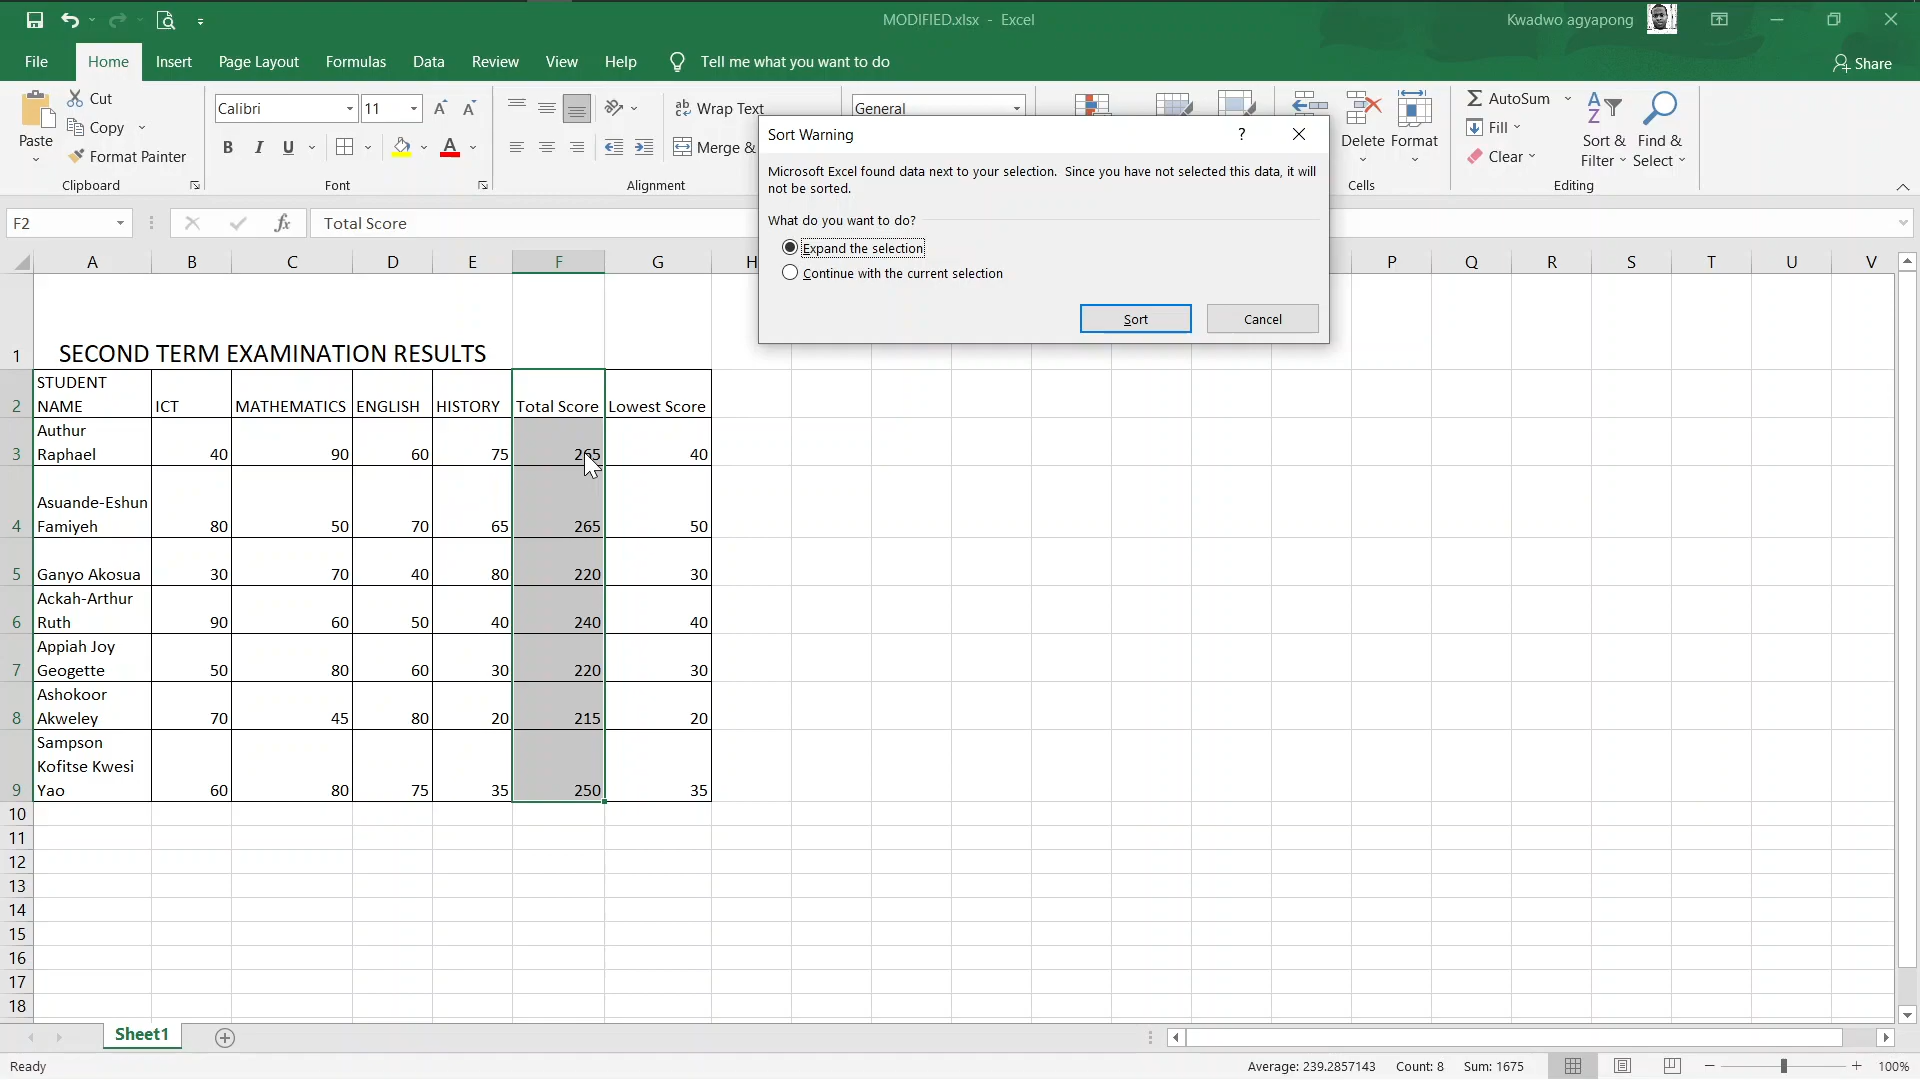 MODIFIED.xlsx - Excel
Kwadwo agyapong
File Home Insert Page Layout Formulas Data Review View Help Tell me what you want to do
Share
Paste
Cut
Copy
Format Painter
Clipboard
Calibri 11
B I U A
Font
Wrap Text
Merge &
Alignment
General
Delete Format
Cells
AutoSum
Fill
Clear
Sort & Filter
Find & Select
Editing
Sort Warning
?
Microsoft Excel found data next to your selection. Since you have not selected this data, it will
not be sorted.
What do you want to do?
Expand the selection
Continue with the current selection
Sort Cancel
F2 fx Total Score
A B C D E F G H P Q R S T U V
1 SECOND TERM EXAMINATION RESULTS
2 STUDENT NAME ICT MATHEMATICS ENGLISH HISTORY Total Score Lowest Score
3 Authur Raphael 40 90 60 75 265 40
4 Asuande-Eshun Famiyeh 80 50 70 65 265 50
5 Ganyo Akosua 30 70 40 80 220 30
6 Ackah-Arthur Ruth 90 60 50 40 240 40
7 Appiah Joy Geogette 50 80 60 30 220 30
8 Ashokoor Akweley 70 45 80 20 215 20
9 Sampson Kofitse Kwesi Yao 60 80 75 35 250 35
10
11
12
13
14
15
16
17
18
Sheet1
Ready
Average: 239.2857143 Count: 8 Sum: 1675
100%